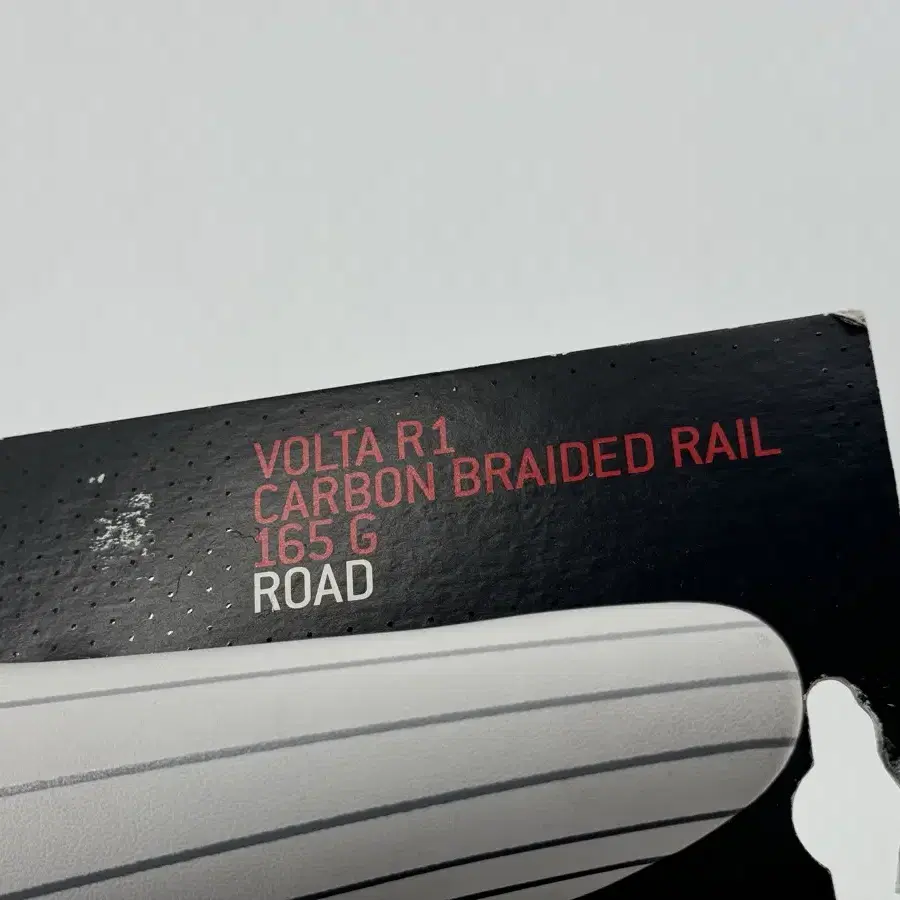 VOLTA R1
CARBON BRAIDED RAIL
165 G
ROAD